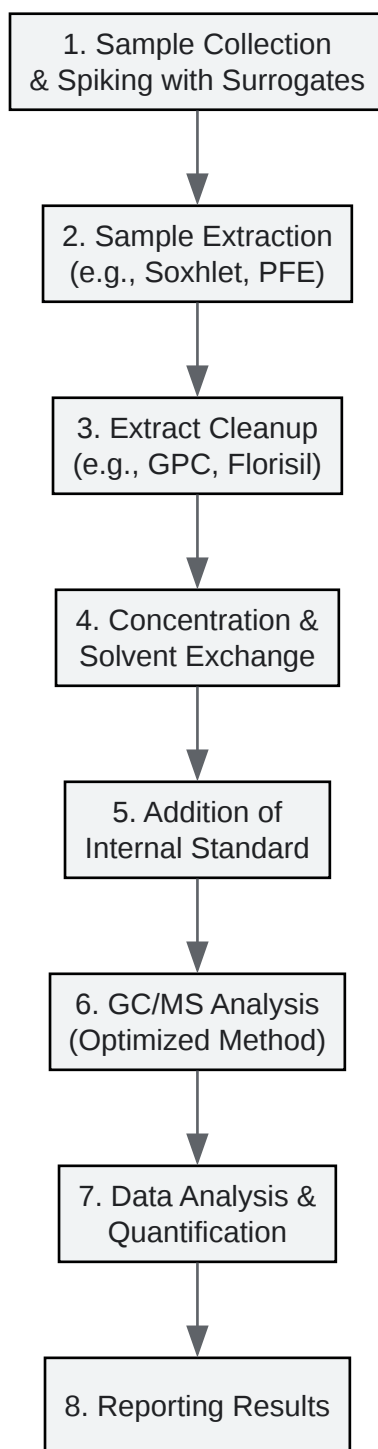 1. Sample Collection
& Spiking with Surrogates
2. Sample Extraction
(e.g., Soxhlet, PFE)
3. Extract Cleanup
(e.g., GPC, Florisil)
4. Concentration &
Solvent Exchange
5. Addition of
Internal Standard
6. GC/MS Analysis
(Optimized Method)
7. Data Analysis &
Quantification
8. Reporting Results